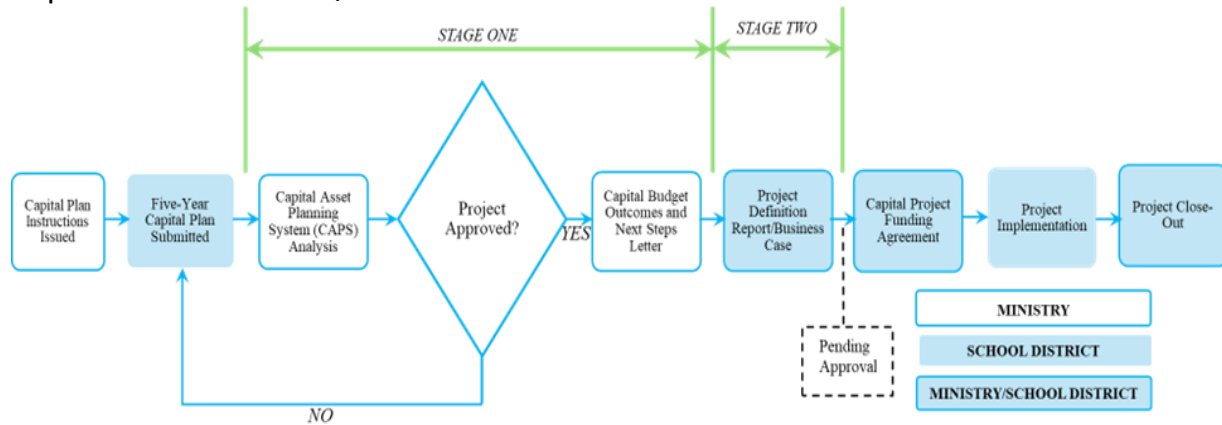 STAGE ONE
STAGE TWO
Capital Plan
Instructions
Issued
Five-Year
Capital Plan
Submitted
Capital Asset
Planning
System (CAPS)
Analysis
Project
Approved?
YES
Capital Budget
Outcomes and
Next Steps
Letter
Project
Definition
Report/Business
Case
Capital Project
Funding
Agreement
Project
Implementation
Project Close-
Out
Pending
Approval
NO
MINISTRY
SCHOOL DISTRICT
MINISTRY/SCHOOL DISTRICT